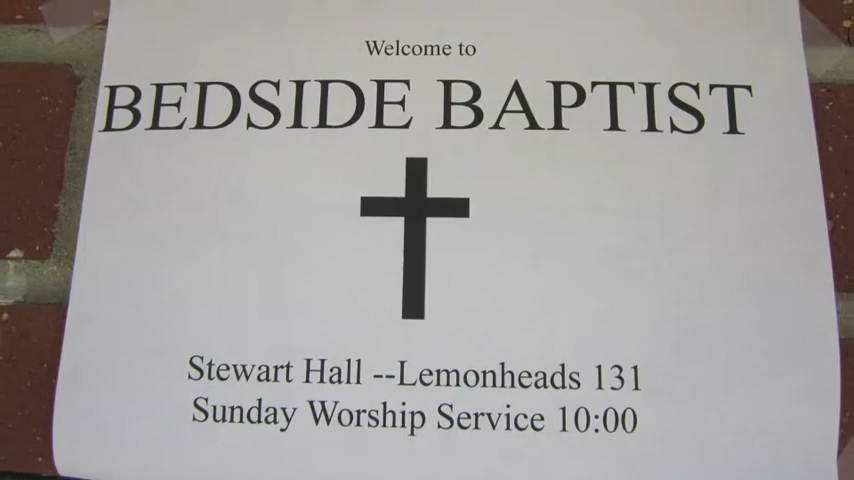 Welcome to
BEDSIDE BAPTIST
Stewart Hall --Lemonheads 131
Sunday Worship Service 10:00